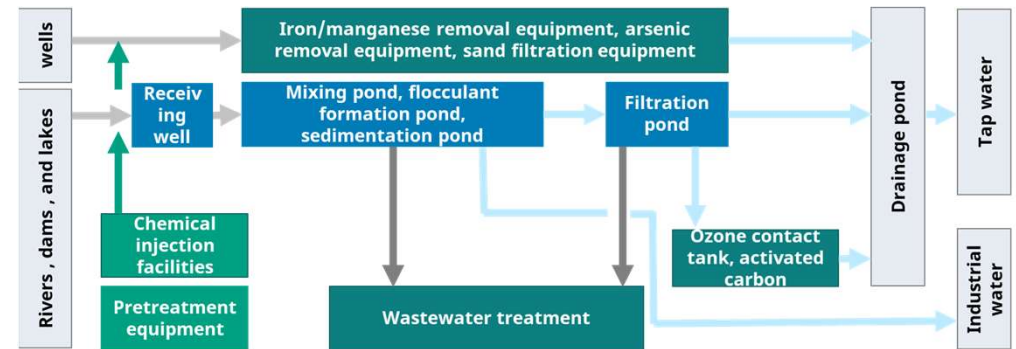 wells
Iron/manganese removal equipment, arsenic
removal equipment, sand filtration equipment
Rivers , dams , and lakes
Receiv
ing
well
Mixing pond, flocculant
formation pond,
sedimentation pond
Filtration
pond
Drainage pond
Tap water
Chemical
injection
facilities
Ozone contact
tank, activated
carbon
Pretreatment
equipment
Wastewater treatment
Industrial
water